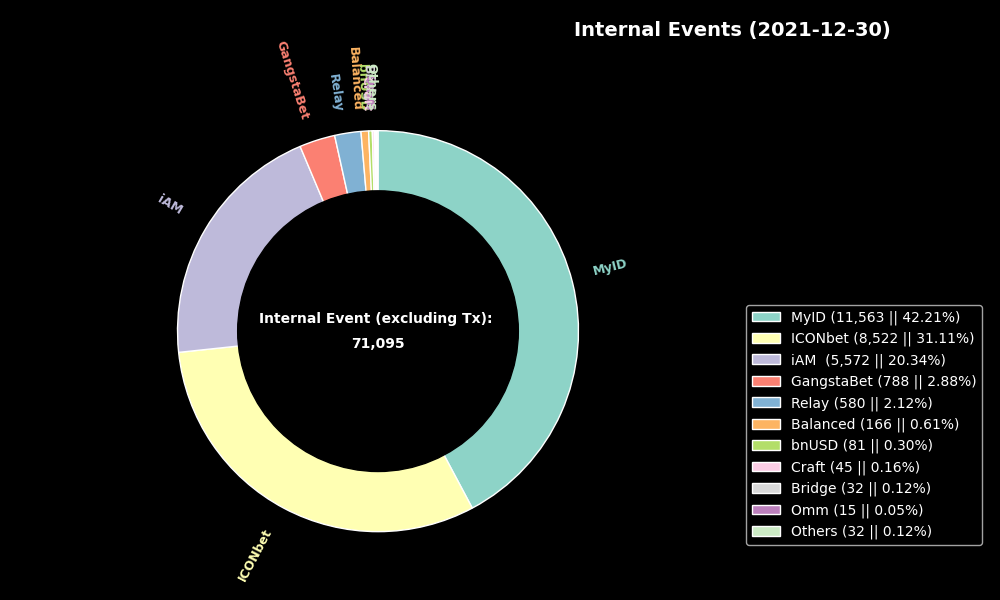 Internal Events (2021-12-30)
GangstaBet
Relay
Balanced
iAM
MyID
ICONbet
Internal Event (excluding Tx):
71,095
MyID (11,563 || 42.21%)
ICONbet (8,522 || 31.11%)
iAM  (5,572 || 20.34%)
GangstaBet (788 || 2.88%)
Relay (580 || 2.12%)
Balanced (166 || 0.61%)
bnUSD (81 || 0.30%)
Craft (45 || 0.16%)
Bridge (32 || 0.12%)
Omm (15 || 0.05%)
Others (32 || 0.12%)